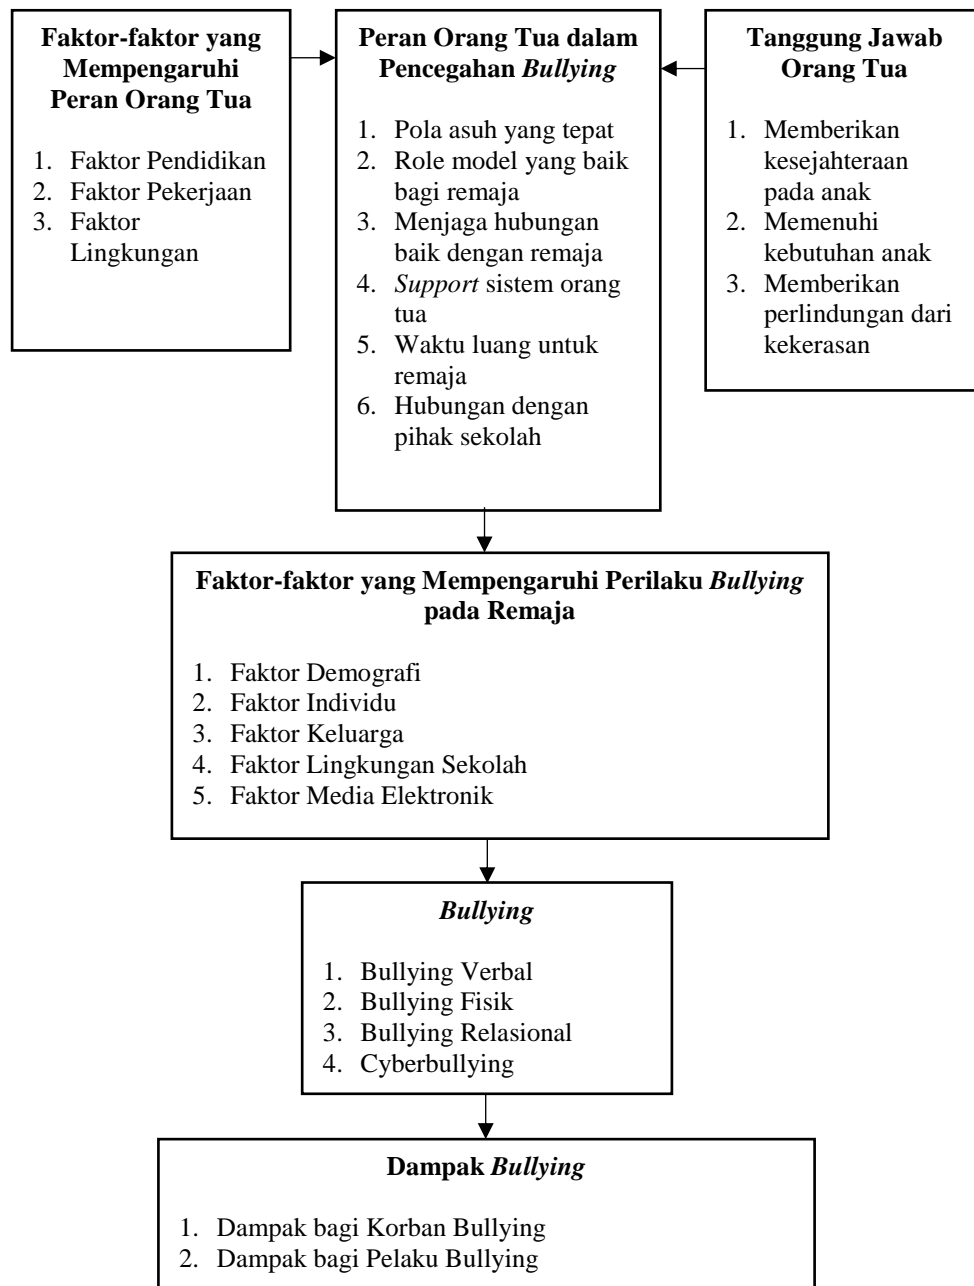 Faktor-faktor yang
Mempengaruhi
Peran Orang Tua
1. Faktor Pendidikan
2. Faktor Pekerjaan
3. Faktor
Lingkungan
Peran Orang Tua dalam
Pencegahan Bullying
1. Pola asuh yang tepat
2. Role model yang baik
bagi remaja
3. Menjaga hubungan
baik dengan remaja
4. Support sistem orang
tua
5. Waktu luang untuk
remaja
6. Hubungan dengan
pihak sekolah
Tanggung Jawab
Orang Tua
1. Memberikan
kesejahteraan
pada anak
2. Memenuhi
kebutuhan anak
3. Memberikan
perlindungan dari
kekerasan
Faktor-faktor yang Mempengaruhi Perilaku Bullying
pada Remaja
1. Faktor Demografi
2. Faktor Individu
3. Faktor Keluarga
4. Faktor Lingkungan Sekolah
5. Faktor Media Elektronik
Bullying
1. Bullying Verbal
2. Bullying Fisik
3. Bullying Relasional
4. Cyberbullying
Dampak Bullying
1. Dampak bagi Korban Bullying
2. Dampak bagi Pelaku Bullying